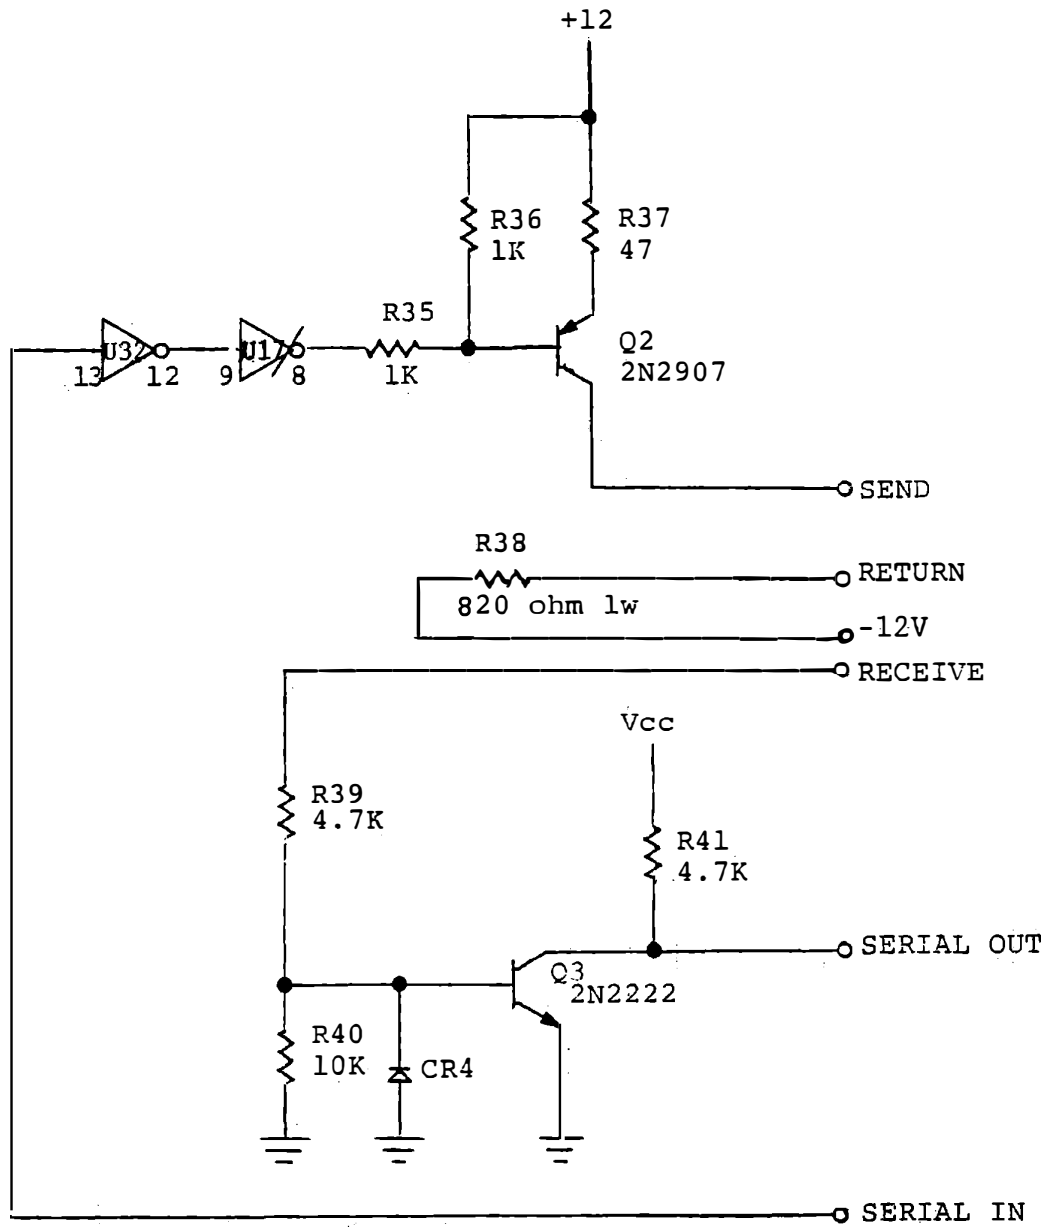 +12
R36
1K
R37
47
R35
1K
U32
13
12
U17
9
8
Q2
2N2907
SEND
R38
820 ohm 1w
RETURN
-12V
RECEIVE
Vcc
R39
4.7K
R41
4.7K
SERIAL OUT
Q3
2N2222
R40
10K
CR4
SERIAL IN